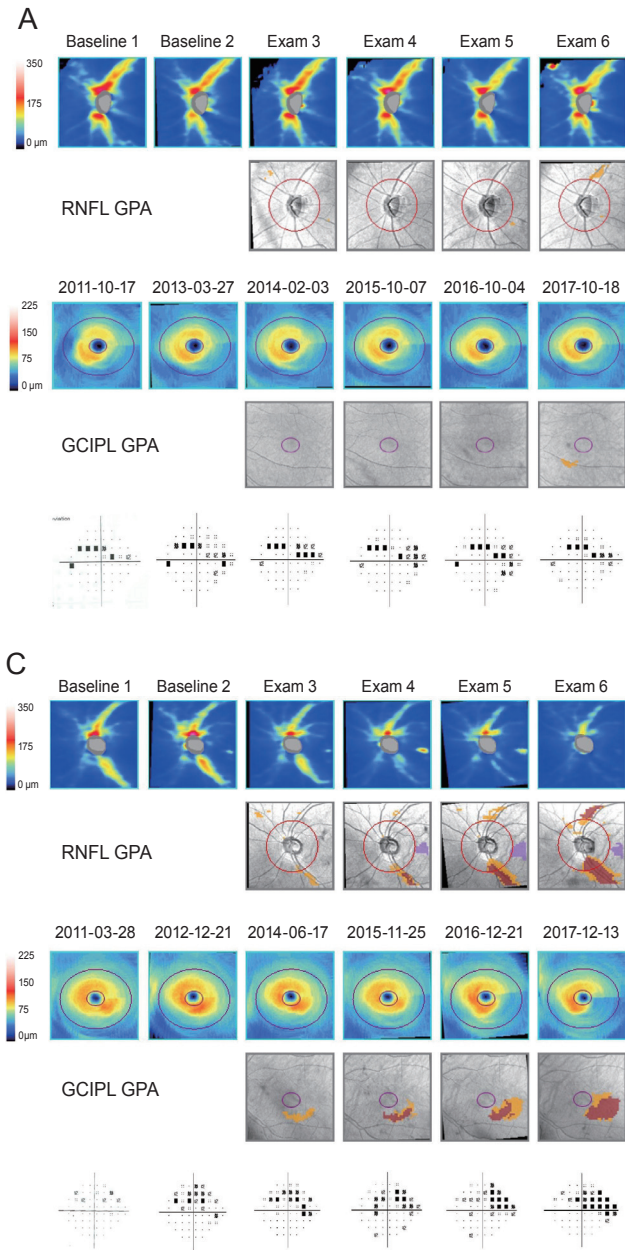 A
Baseline 1 Baseline 2 Exam 3 Exam 4 Exam 5 Exam 6
350
175
0 µm
RNFL GPA
2011-10-17 2013-03-27 2014-02-03 2015-10-07 2016-10-04 2017-10-18
225
150
75
0 µm
GCIPL GPA
C
Baseline 1 Baseline 2 Exam 3 Exam 4 Exam 5 Exam 6
350
175
0 µm
RNFL GPA
2011-03-28 2012-12-21 2014-06-17 2015-11-25 2016-12-21 2017-12-13
225
150
75
0µm
GCIPL GPA